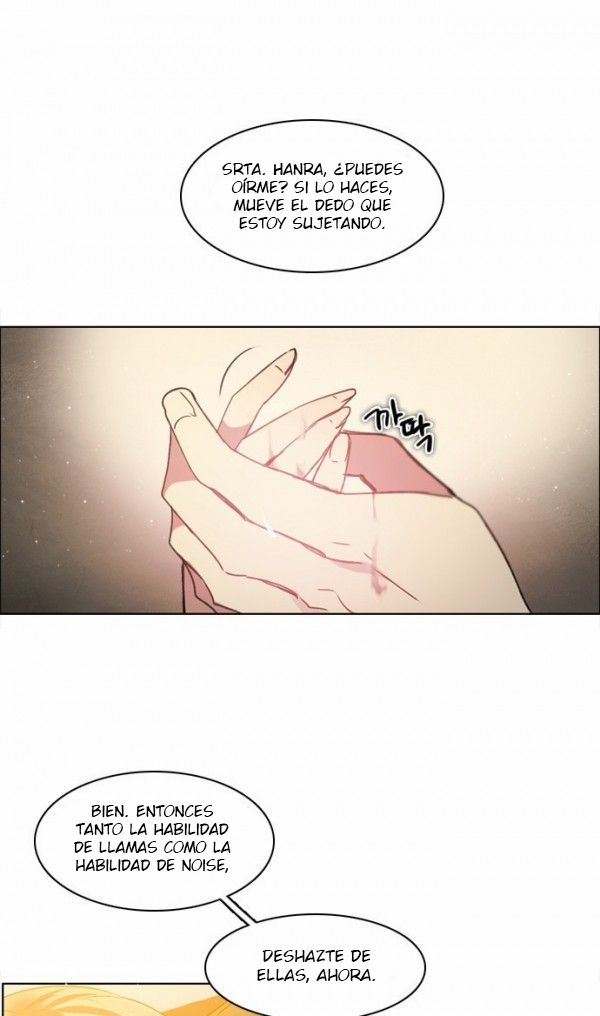 SRTA. HANRA, ¿PUEDES
OÍRME? SI LO HACES,
MUEVE EL DEDO QUE
ESTOY SUJETANDO.
까딱
BIEN. ENTONCES
TANTO LA HABILIDAD
DE LLAMAS COMO LA
HABILIDAD DE NOISE,
DESHAZTE DE
ELLAS, AHORA.